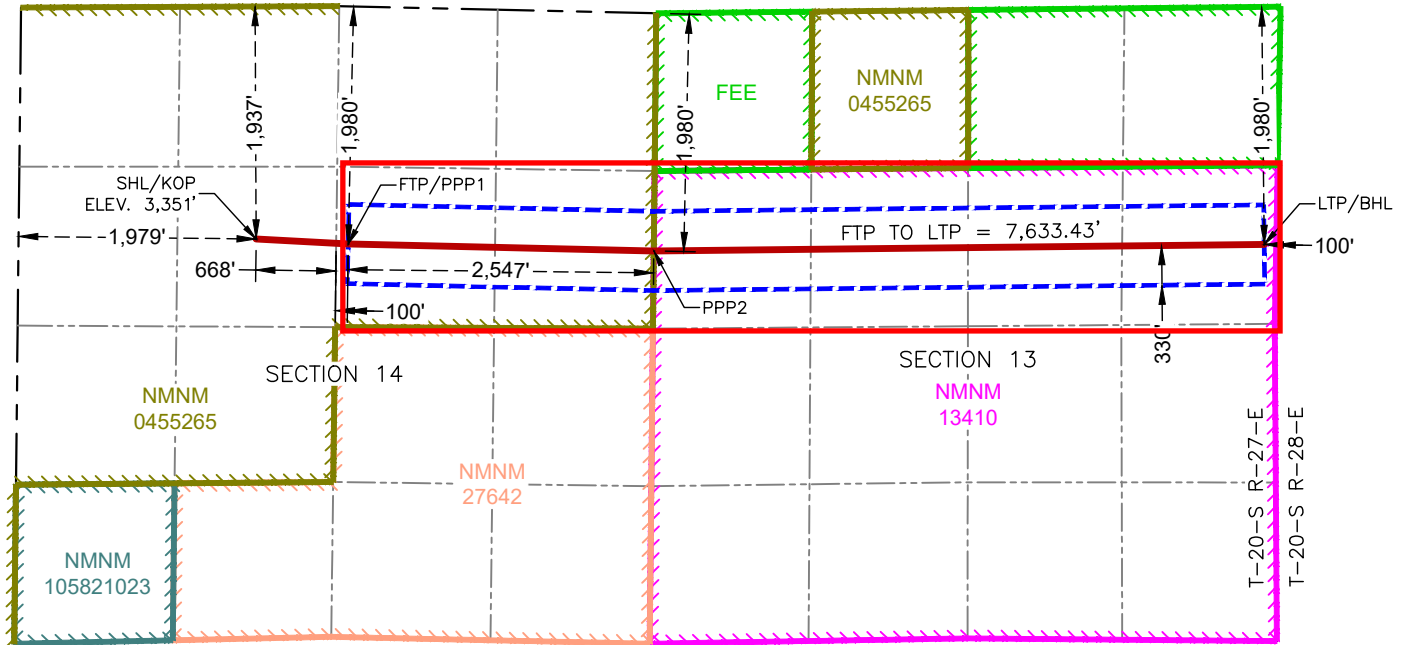 1,937'
1,980'
1,980'
1,980'
FEE
NMNM
0455265
SHL/KOP
ELEV. 3,351'
FTP/PPP1
LTP/BHL
1,979'
FTP TO LTP = 7,633.43'
100'
668'
2,547'
100'
PPP2
330'
SECTION 14
SECTION 13
NMNM
0455265
NMNM
13410
NMNM
27642
NMNM
105821023
T-20-S R-27-E
T-20-S R-28-E